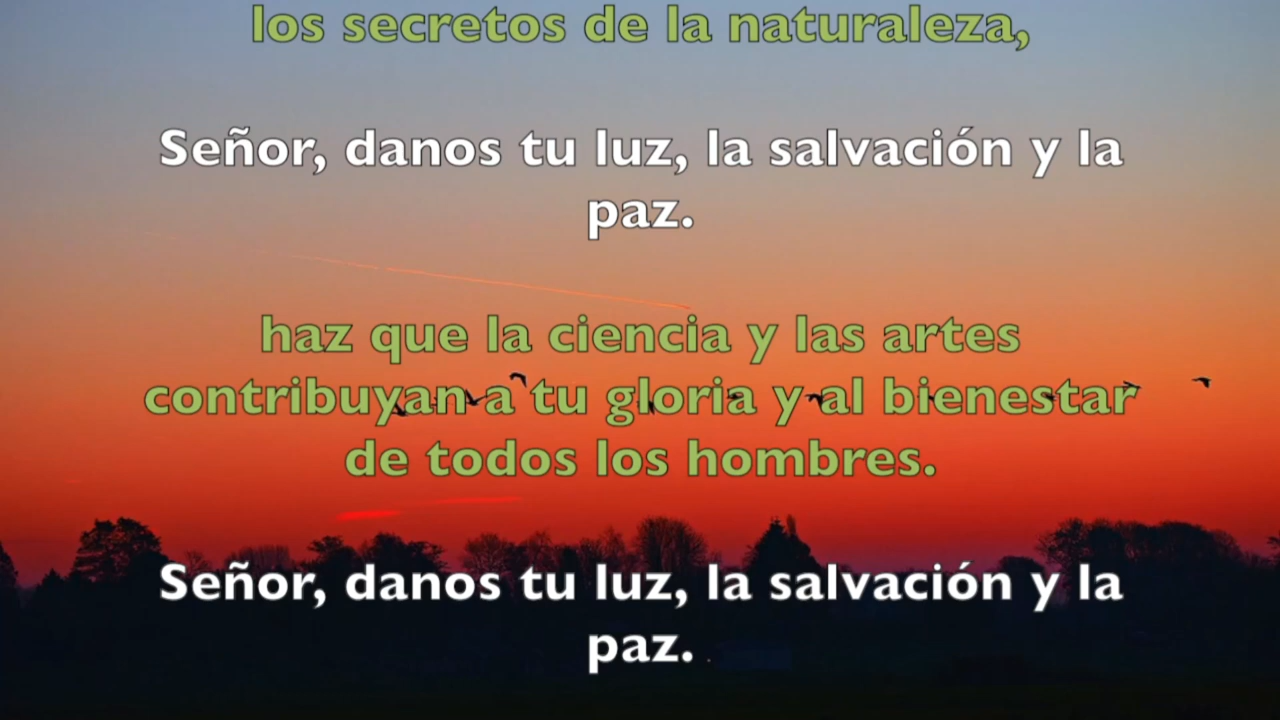 los secretos de la naturaleza,
Señor, danos tu luz, la salvación y la
paz.
haz que la ciencia y las artes
contribuyan a tu gloria y al bienestar
de todos los hombres.
Señor, danos tu luz, la salvación y la
paz.